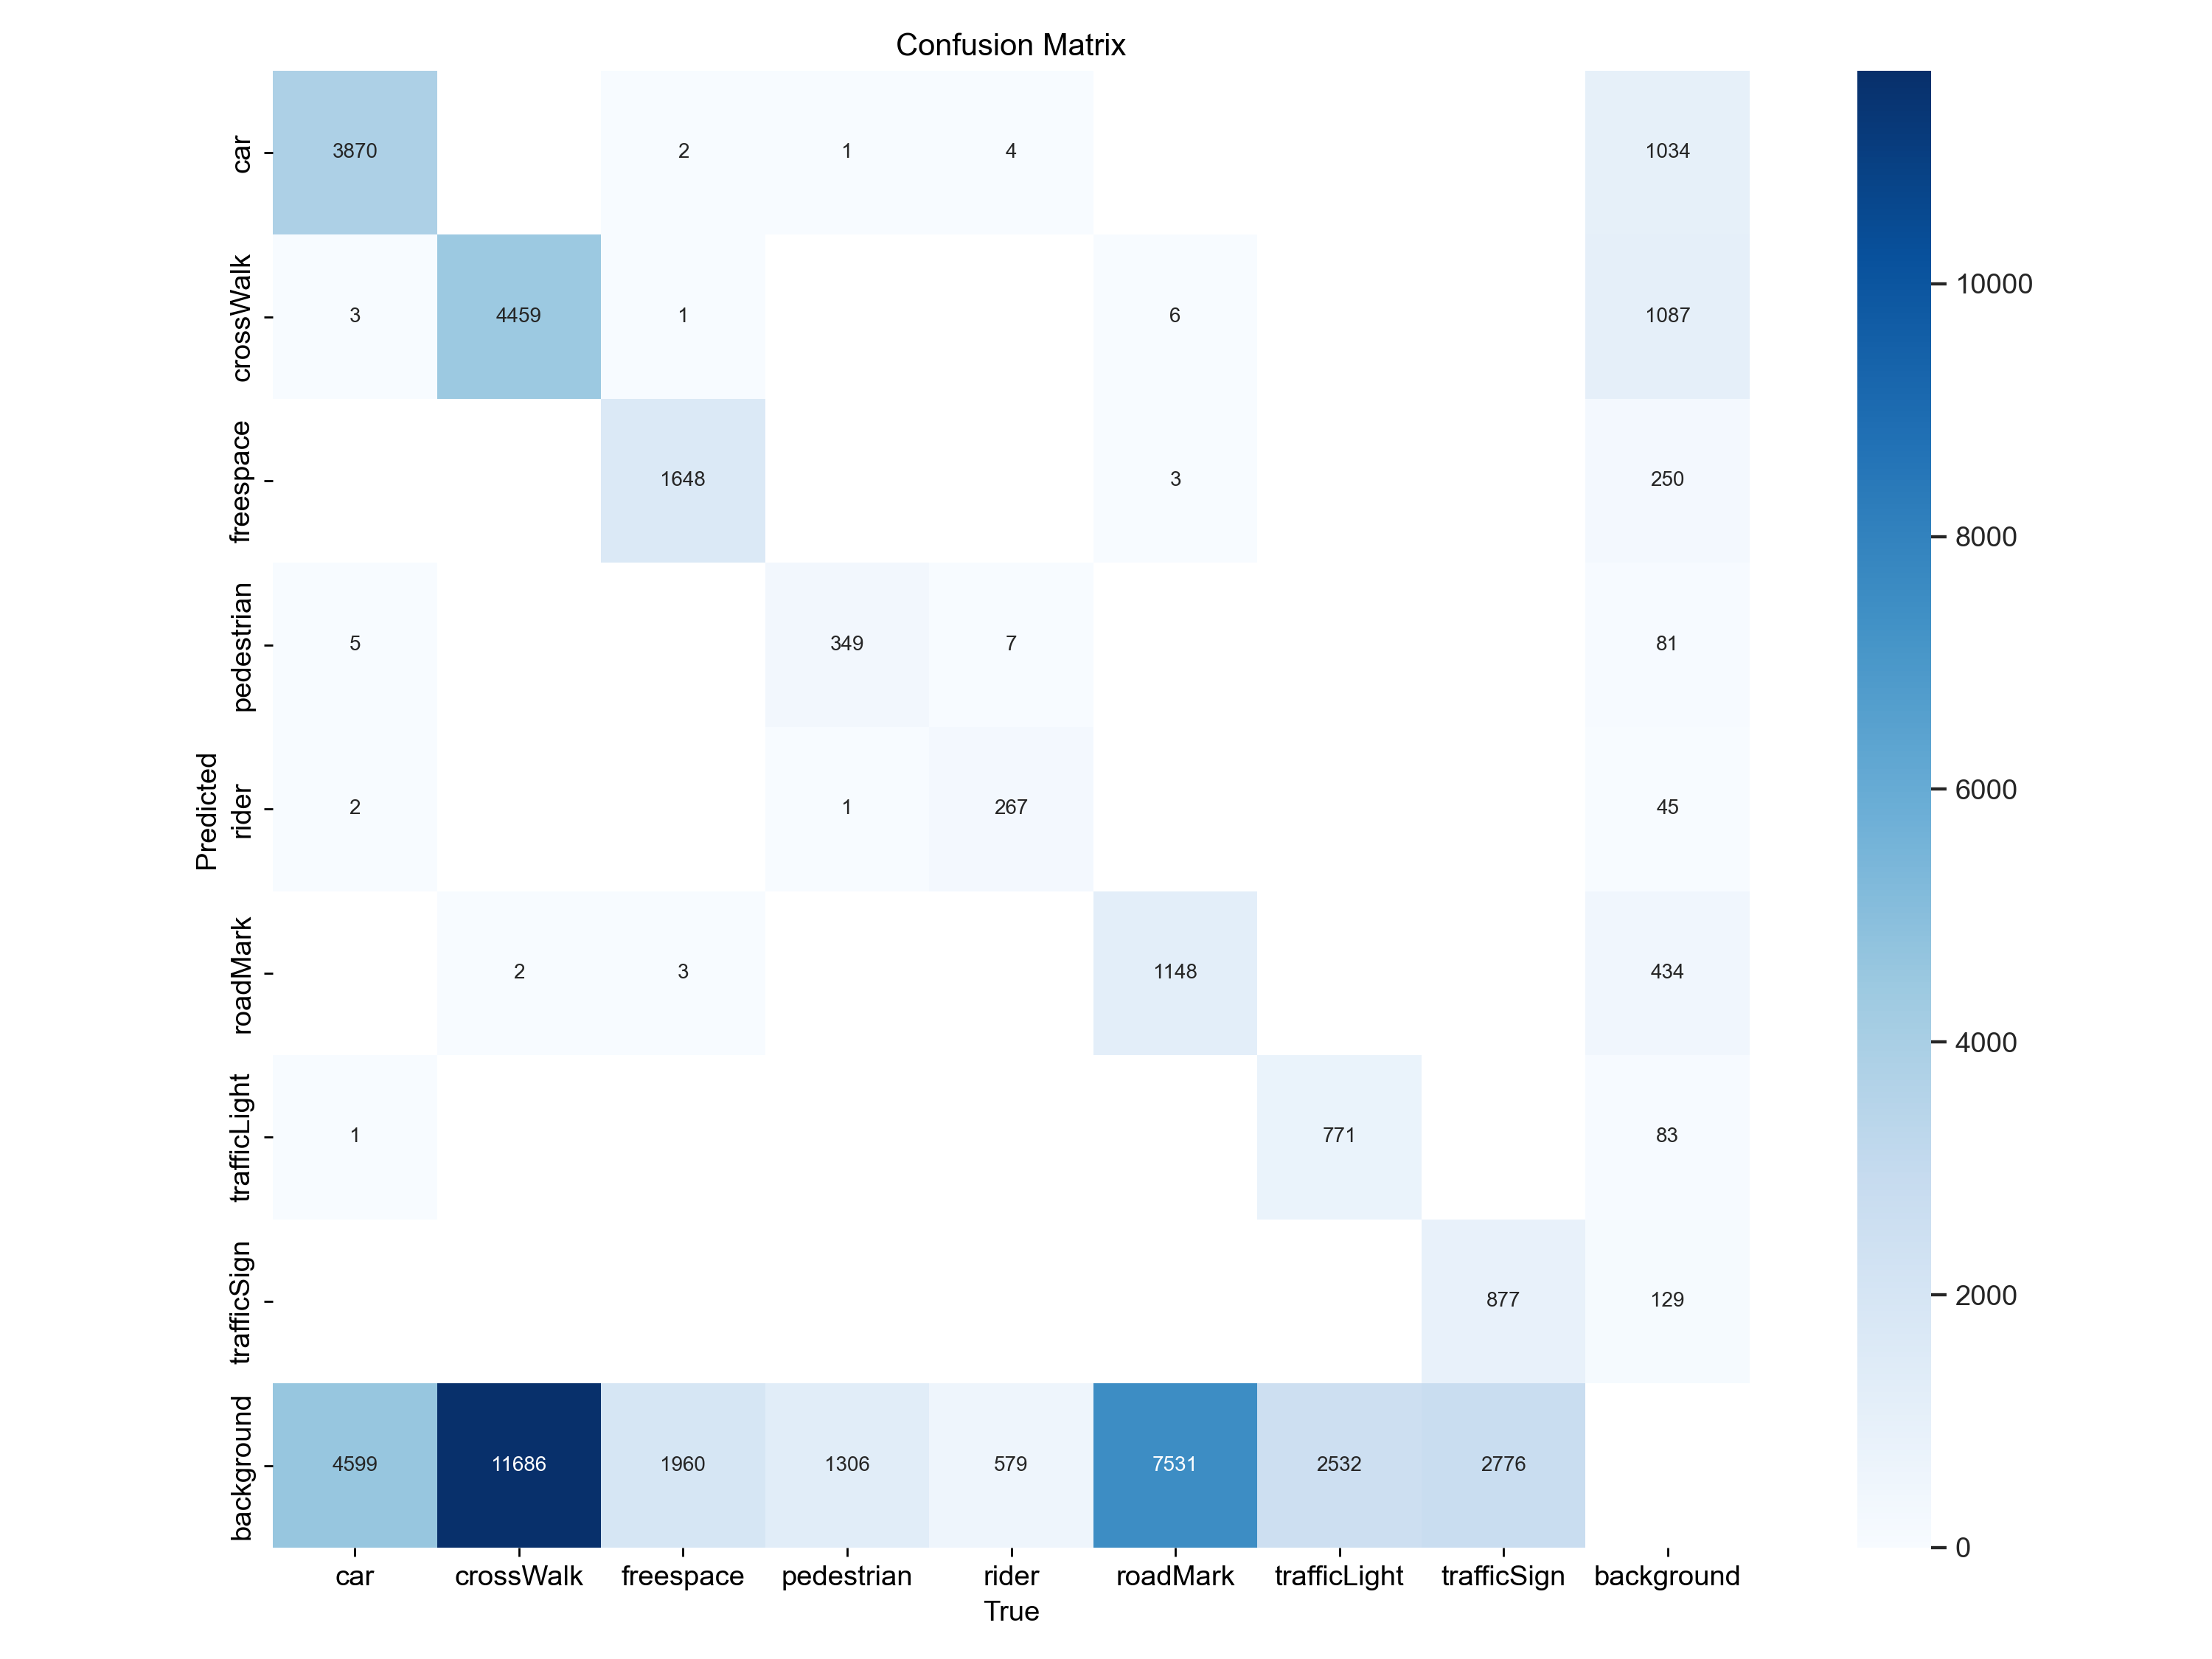 Confusion Matrix
car 3870 2 1 4 1034
crossWalk 3 4459 1 6 1087 10000
freespace 1648 3 250 8000
pedestrian 5 349 7 81
Predicted
rider 2 1 267 45 6000
roadMark 2 3 1148 434 4000
trafficLight 1 771 83
trafficSign 877 129 2000
background 4599 11686 1960 1306 579 7531 2532 2776 0
car crossWalk freespace pedestrian rider roadMark trafficLight trafficSign background
True